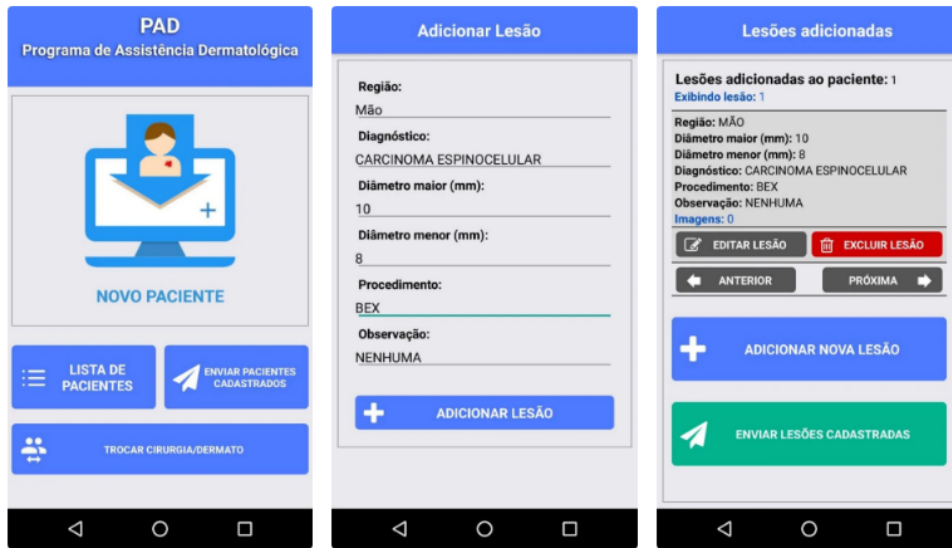 PAD
Programa de Assistência Dermatológica
NOVO PACIENTE
LISTA DE
PACIENTES
ENVIAR PACIENTES
CADASTRADOS
TROCAR CIRURGIA/DERMATO
Adicionar Lesão
Região:
Mão
Diagnóstico:
CARCINOMA ESPINOCELULAR
Diâmetro maior (mm):
10
Diâmetro menor (mm):
8
Procedimento:
BEX
Observação:
NENHUMA
ADICIONAR LESÃO
Lesões adicionadas
Lesões adicionadas ao paciente: 1
Exibindo lesão: 1
Região: MÃO
Diâmetro maior (mm): 10
Diâmetro menor (mm): 8
Diagnóstico: CARCINOMA ESPINOCELULAR
Procedimento: BEX
Observação: NENHUMA
Imagens: 0
EDITAR LESÃO
EXCLUIR LESÃO
ANTERIOR
PRÓXIMA
ADICIONAR NOVA LESÃO
ENVIAR LESÕES CADASTRADAS